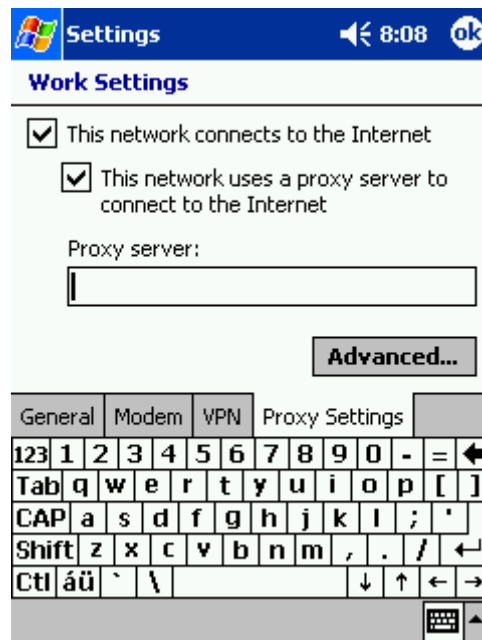 Settings 8:08 ok
Work Settings
This network connects to the Internet
This network uses a proxy server to
connect to the Internet
Proxy server:
Advanced...
General Modem VPN Proxy Settings
123 1 2 3 4 5 6 7 8 9 0 - = ←
Tab q w e r t y u i o p [ ]
CAP a s d f g h j k l ; '
Shift z x c v b n m , . / ↵
Ctl áü ` \ ↓ ↑ ← →